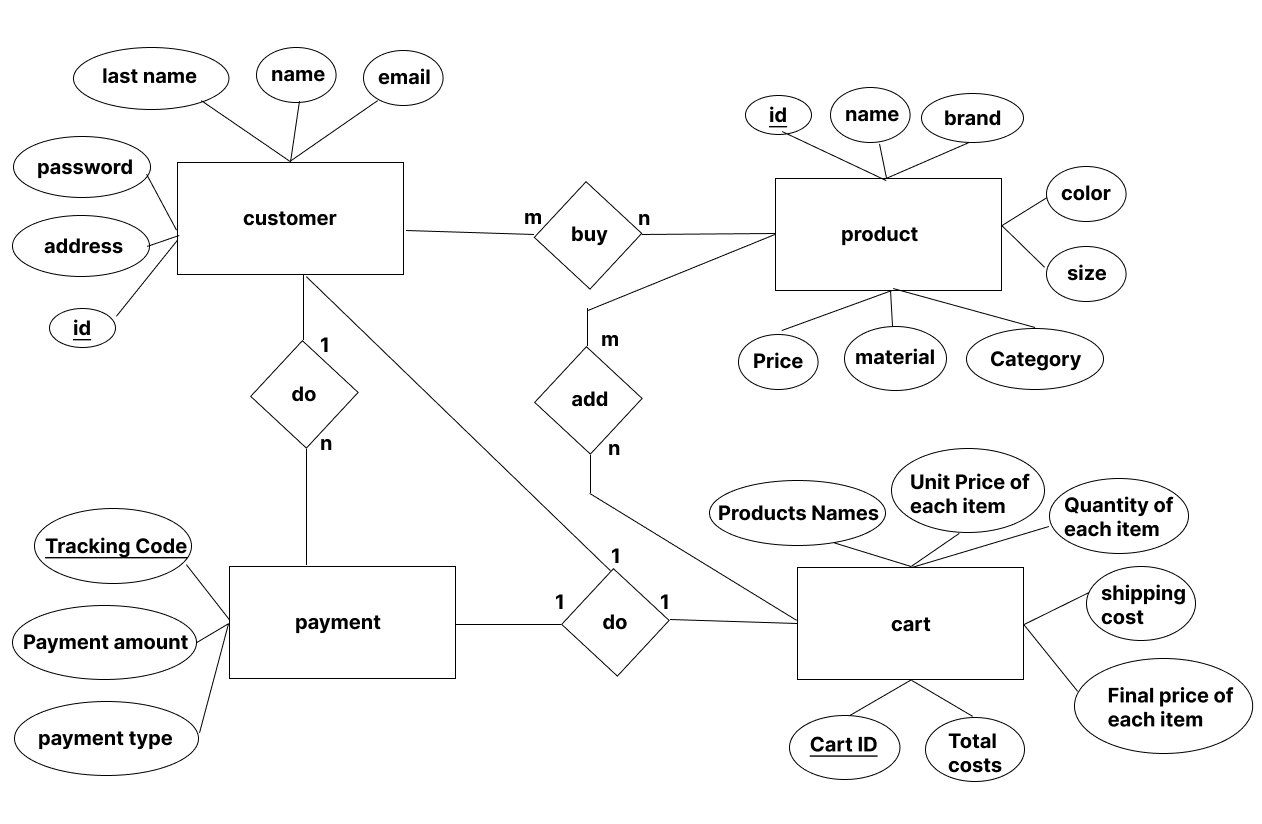 last name
name
email
password
address
id
customer
m
buy
n
id
name
brand
color
size
product
Price
material
Category
1
do
n
m
add
n
Products Names
Unit Price of
each item
Quantity of
each item
Tracking Code
Payment amount
payment type
payment
1
1
do
1
cart
shipping
cost
Final price of
each item
Cart ID
Total
costs